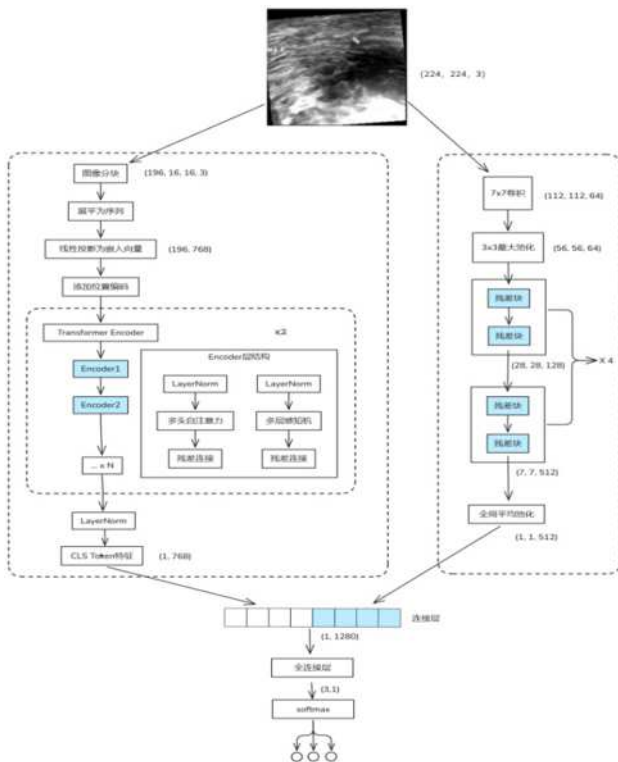 (224, 224, 3)
图像分块
(196, 16, 16, 3)
展平为序列
线性投影为嵌入向量
(196, 768)
添加位置编码
Transformer Encoder
Encoder1
Encoder2
... x N
Encoder层结构
LayerNorm
多头自注意力
残差连接
LayerNorm
多层感知机
残差连接
LayerNorm
CLS Token特征
(1, 768)
7x7卷积
(112, 112, 64)
3x3最大池化
(56, 56, 64)
残差块
残差块
(28, 28, 128)
X 4
残差块
残差块
(7, 7, 512)
全局平均池化
(1, 1, 512)
连接层
(1, 1280)
全连接层
(3,1)
softmax